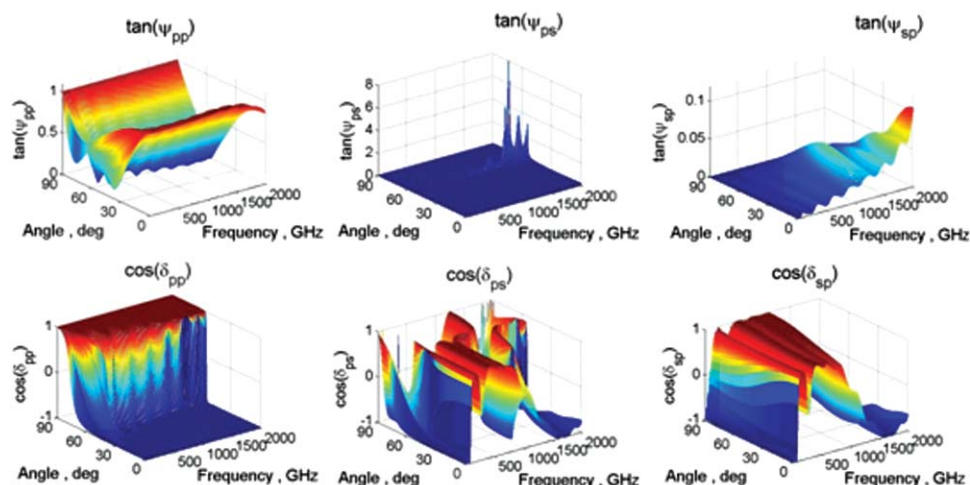 tan(ψpp)
tan(ψps)
tan(ψsp)
tan(ψpp)
1
0.5
0
90
60
30
0
Angle , deg
500
1000
1500
2000
Frequency , GHz
tan(ψps)
8
6
4
2
0
90
60
30
0
Angle , deg
500
1000
1500
2000
Frequency , GHz
tan(ψsp)
0.1
0.05
0
90
60
30
0
Angle , deg
500
1000
1500
2000
Frequency , GHz
cos(δpp)
cos(δps)
cos(δsp)
cos(δpp)
1
0
-1
90
60
30
0
Angle , deg
500
1000
1500
2000
Frequency , GHz
cos(δps)
1
0
-1
90
60
30
0
Angle , deg
500
1000
1500
2000
Frequency , GHz
cos(δsp)
1
0
-1
90
60
30
0
Angle , deg
500
1000
1500
2000
Frequency , GHz